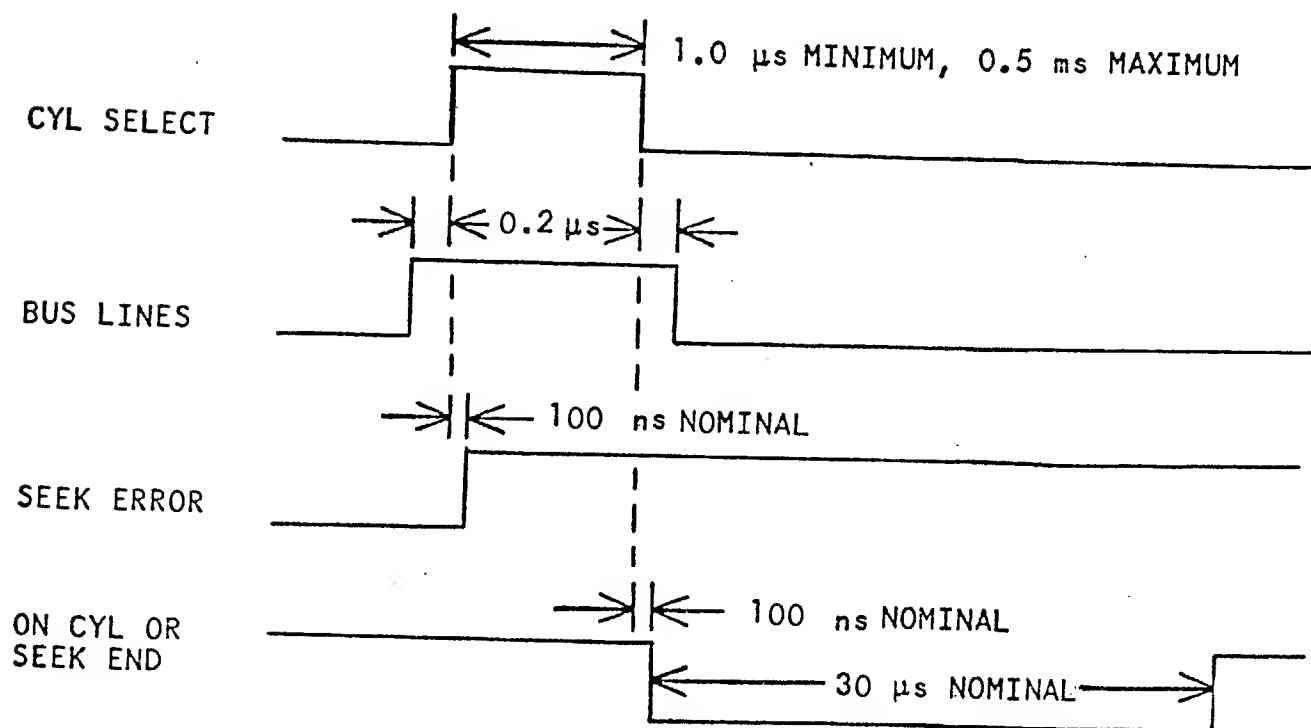 1.0 μs MINIMUM, 0.5 ms MAXIMUM
CYL SELECT
0.2 μs
BUS LINES
100 ns NOMINAL
SEEK ERROR
100 ns NOMINAL
ON CYL OR
SEEK END
30 μs NOMINAL